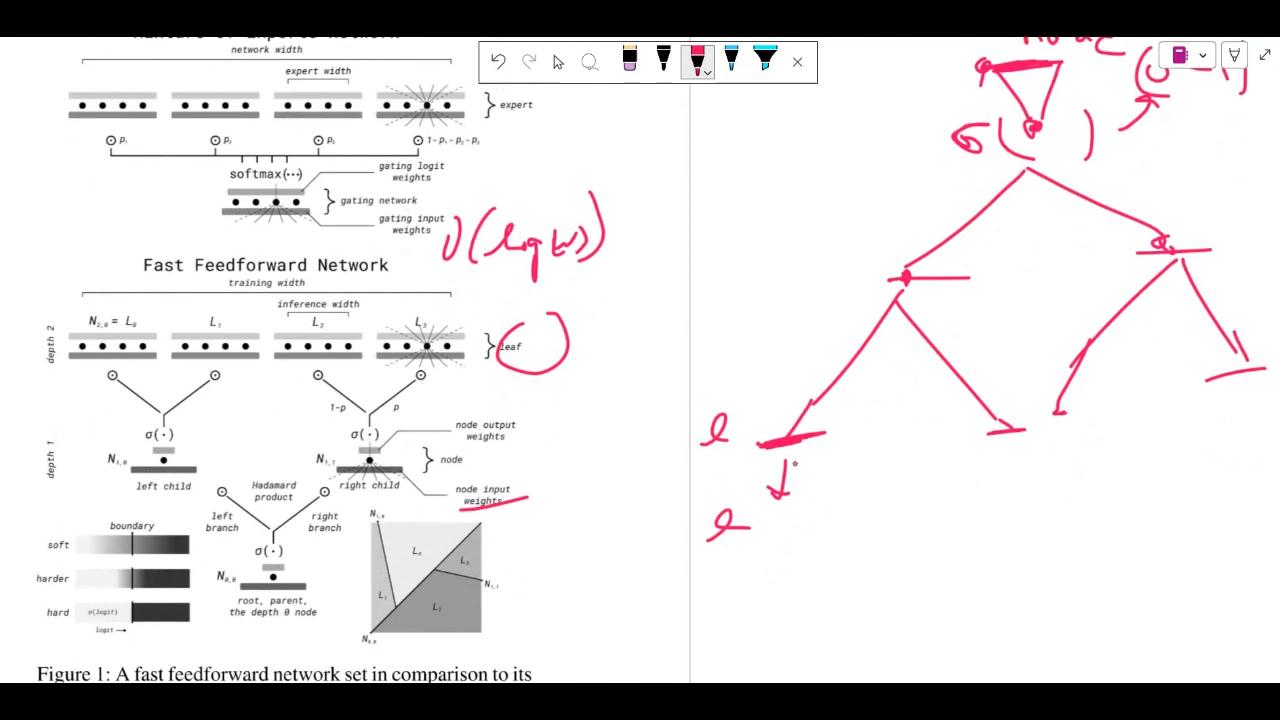 Mixture of Experts Network
network width
expert width
expert
p₁
p₂
p₃
1-p₁-p₂-p₃
softmax(···)
gating logit
weights
gating network
gating input
weights
O(log w)
Fast Feedforward Network
training width
inference width
N₂,₀ = L₀
L₁
L₂
L₃
depth 2
leaf
1-p
p
σ(·)
σ(·)
node output
weights
depth 1
N₁,₀
N₁,₁
node
left child
right child
Hadamard
product
node input
weights
left
branch
right
branch
boundary
soft
harder
hard
σ(logit)
logit
σ(·)
N₀,₀
root, parent,
the depth 0 node
N₁,₀
L₀
L₃
N₁,₁
L₁
L₂
N₀,₀
Figure 1: A fast feedforward network set in comparison to its
σ( )
l
l